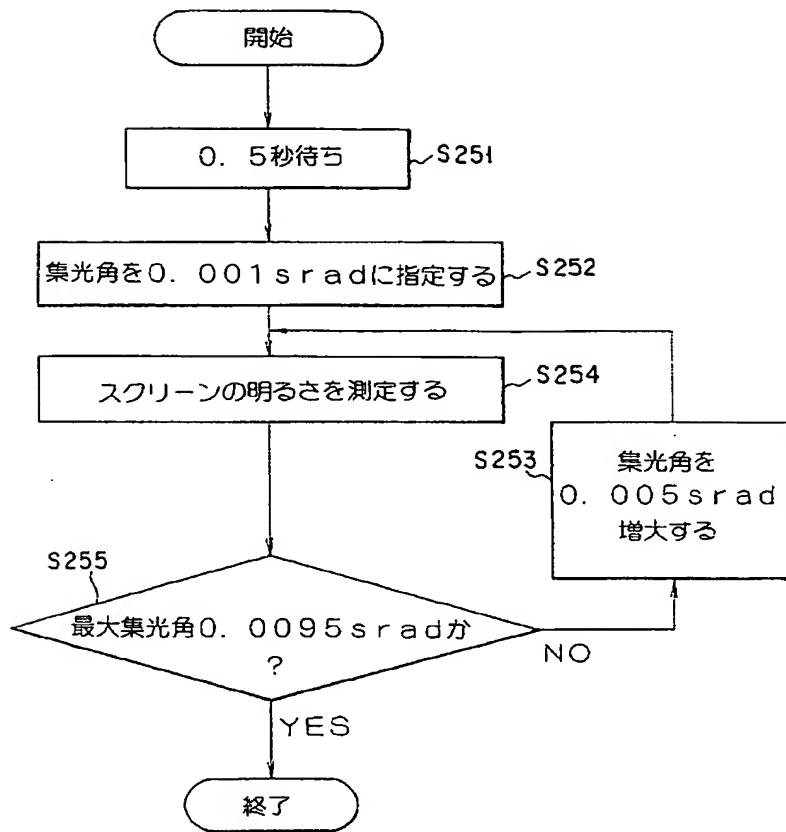 開始
0. 5秒待ち
S251
集光角を0. 001sradに指定する
S252
スクリーンの明るさを測定する
S254
S253
集光角を
0. 005srad
増大する
S255
最大集光角0. 0095sradか
?
NO
YES
終了